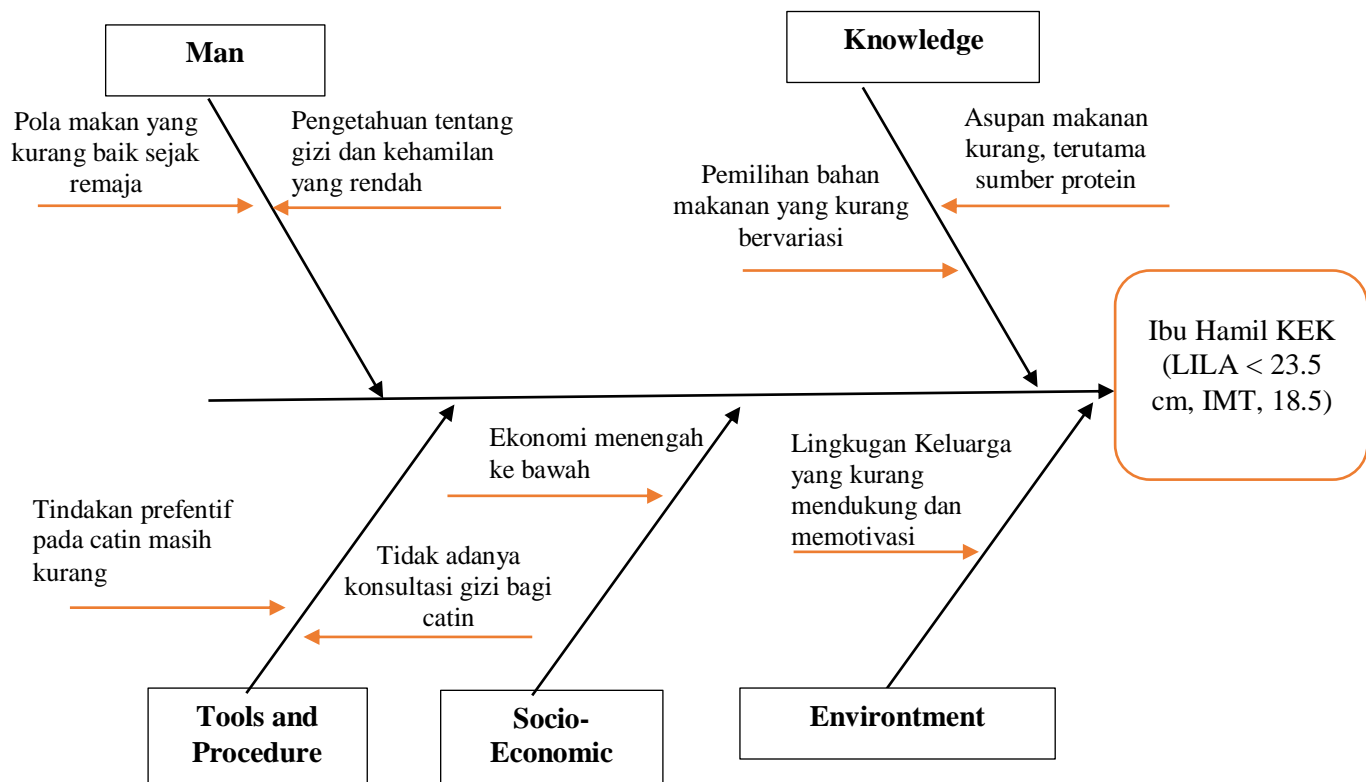 Man
Knowledge
Pola makan yang
kurang baik sejak
remaja
Pengetahuan tentang
gizi dan kehamilan
yang rendah
Pemilihan bahan
makanan yang kurang
bervariasi
Asupan makanan
kurang, terutama
sumber protein
Ibu Hamil KEK
(LILA < 23.5
cm, IMT, 18.5)
Tindakan prefentif
pada catin masih
kurang
Tidak adanya
konsultasi gizi bagi
catin
Ekonomi menengah
ke bawah
Lingkugan Keluarga
yang kurang
mendukung dan
memotivasi
Tools and
Procedure
Socio-
Economic
Environtment